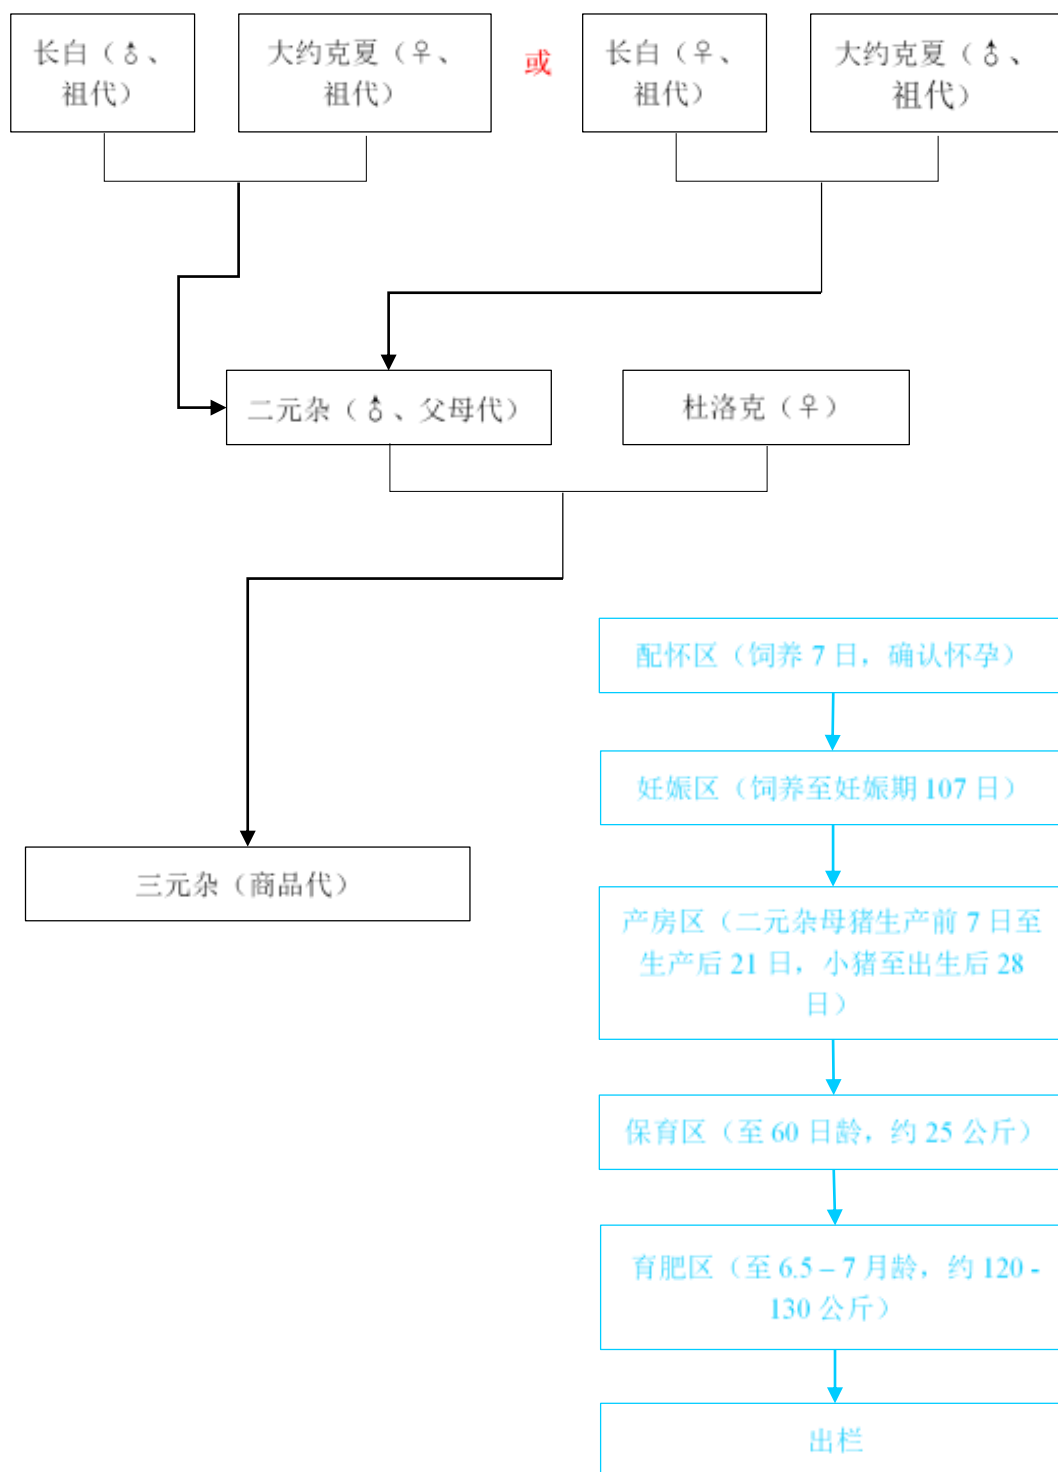 长白（♂、
祖代）
大约克夏（♀、
祖代）
或
长白（♀、
祖代）
大约克夏（♂、
祖代）
二元杂（♂、父母代）
杜洛克（♀）
三元杂（商品代）
配怀区（饲养 7 日，确认怀孕）
妊娠区（饲养至妊娠期 107 日）
产房区（二元杂母猪生产前 7 日至
生产后 21 日，小猪至出生后 28
日）
保育区（至 60 日龄，约 25 公斤）
育肥区（至 6.5 – 7 月龄，约 120 -
130 公斤）
出栏